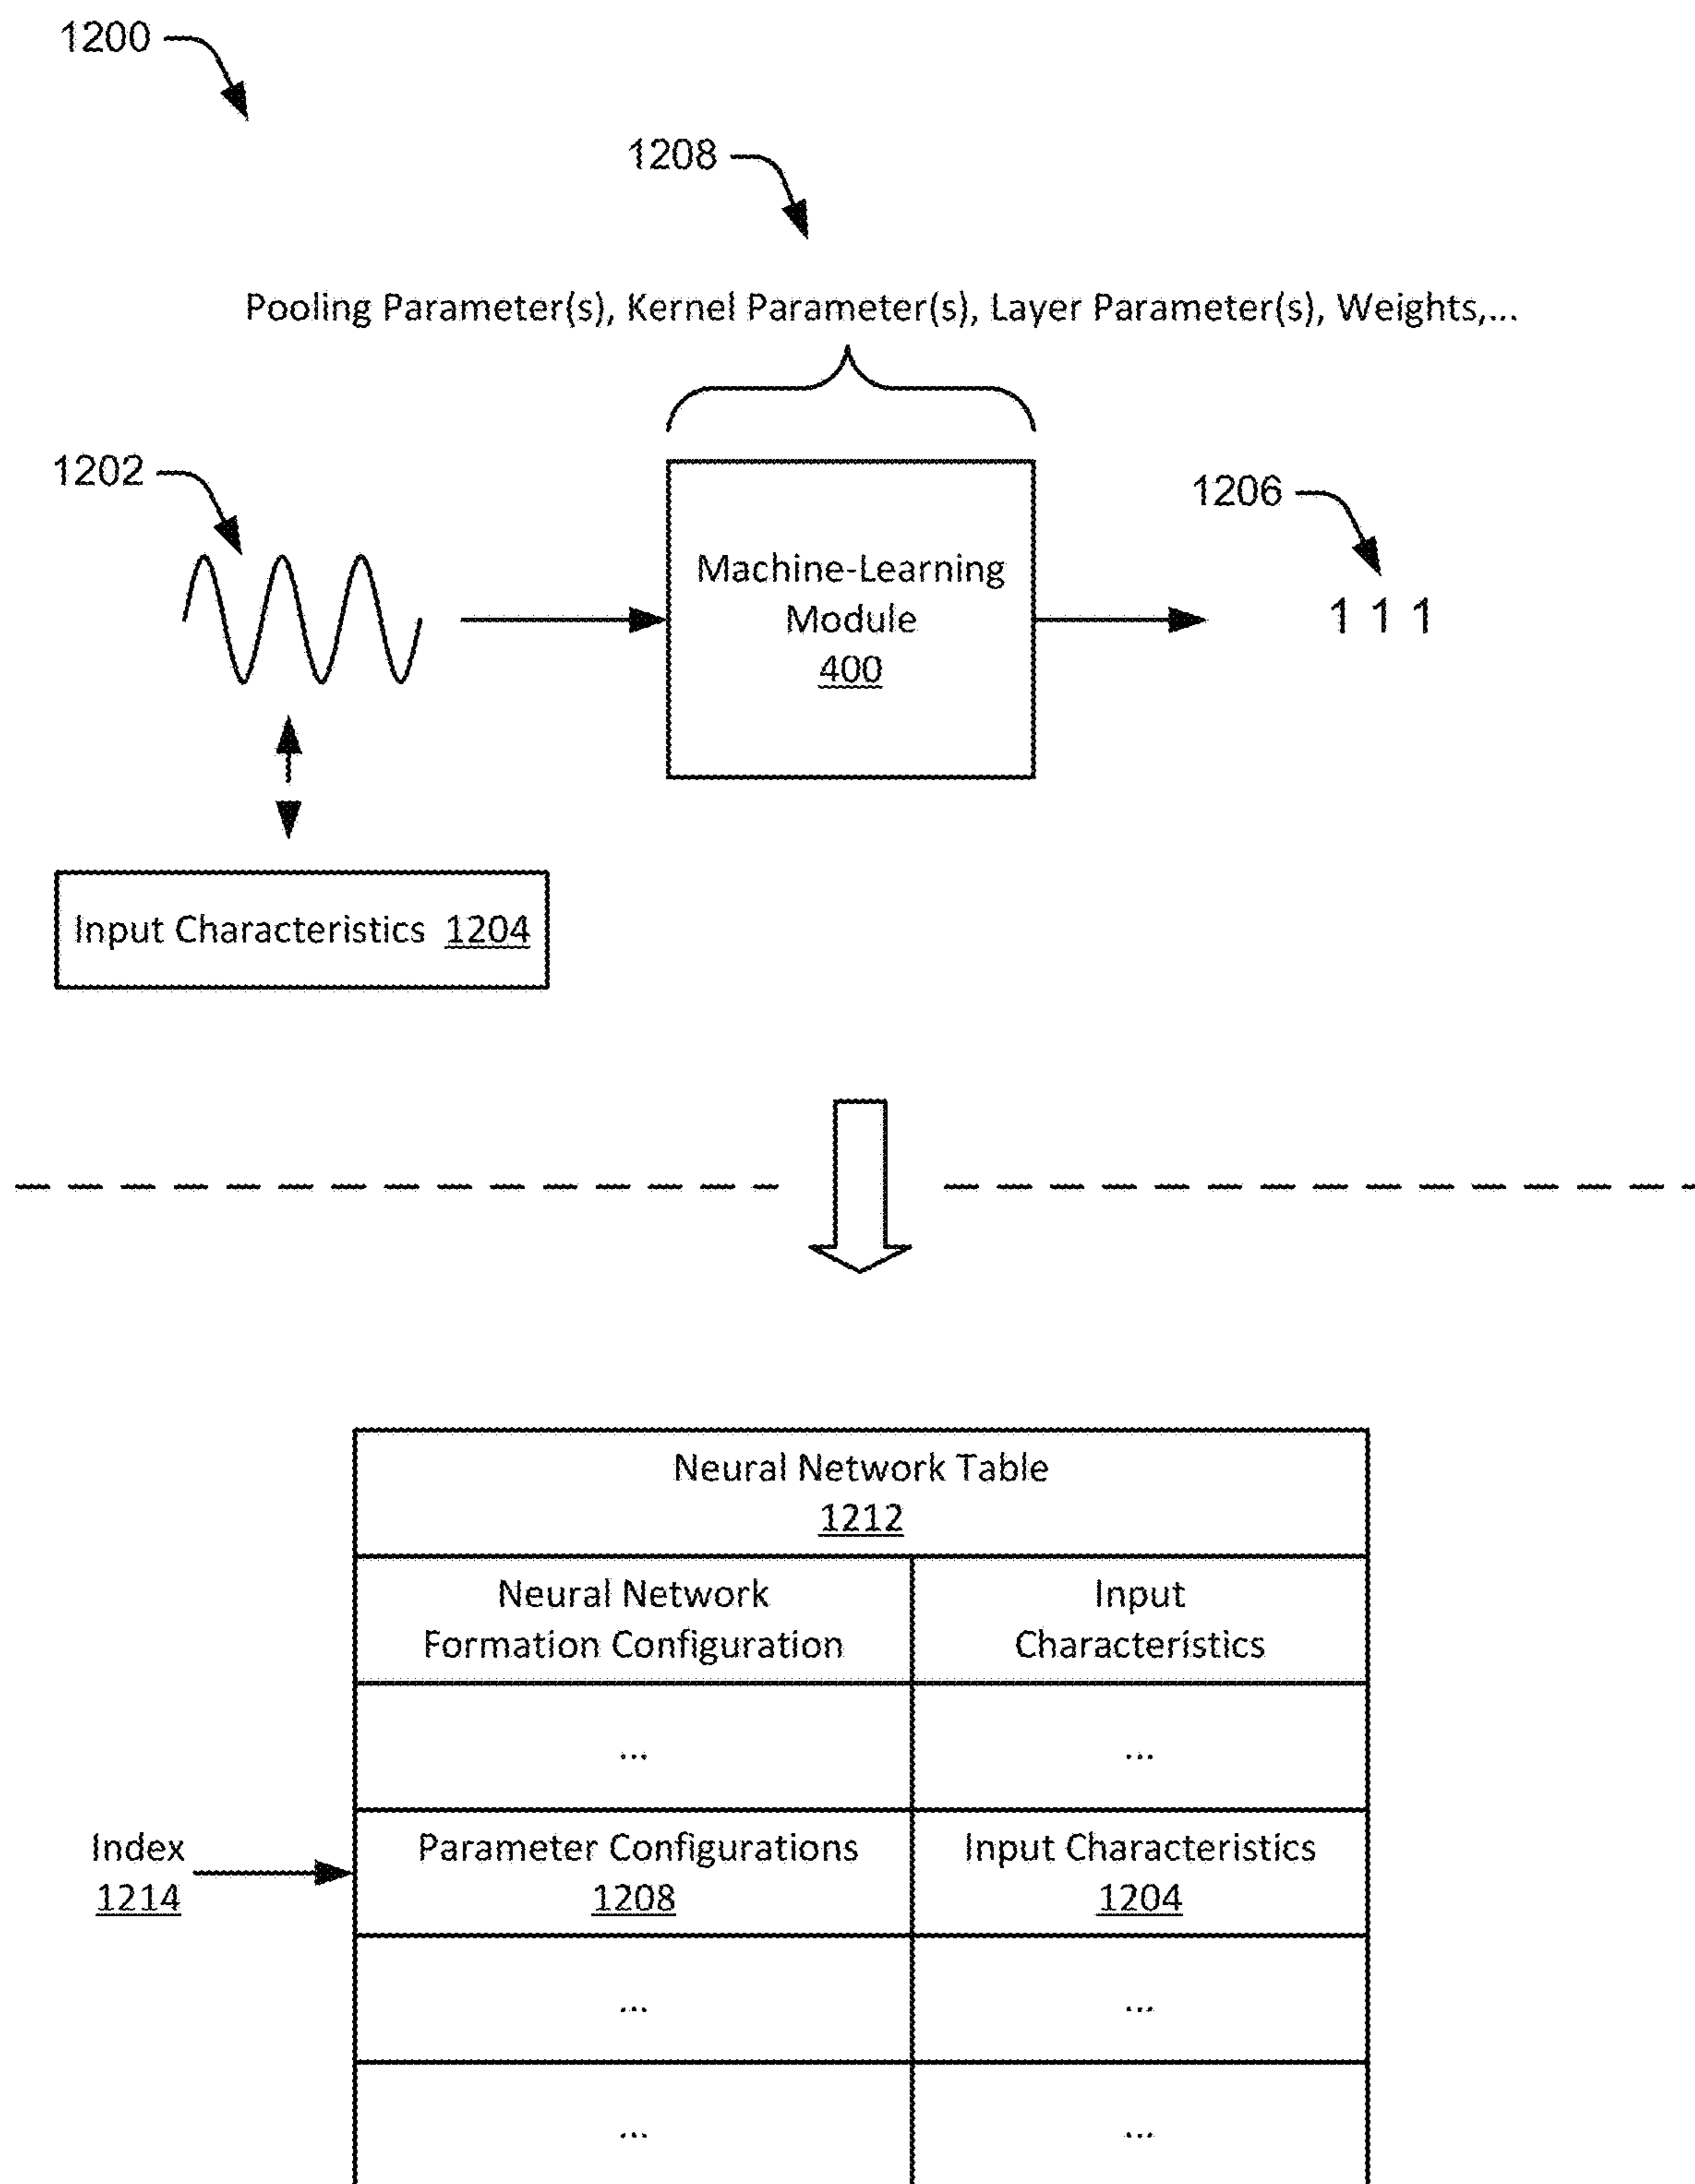 1200
1208
Pooling Parameter(s), Kernel Parameter(s), Layer Parameter(s), Weights,...
1202
1206
Machine-Learning
Module
400
1 1 1
Input Characteristics 1204
Neural Network Table
1212
Neural Network
Formation Configuration
Input
Characteristics
...
...
Index
1214
Parameter Configurations
1208
Input Characteristics
1204
...
...
...
...